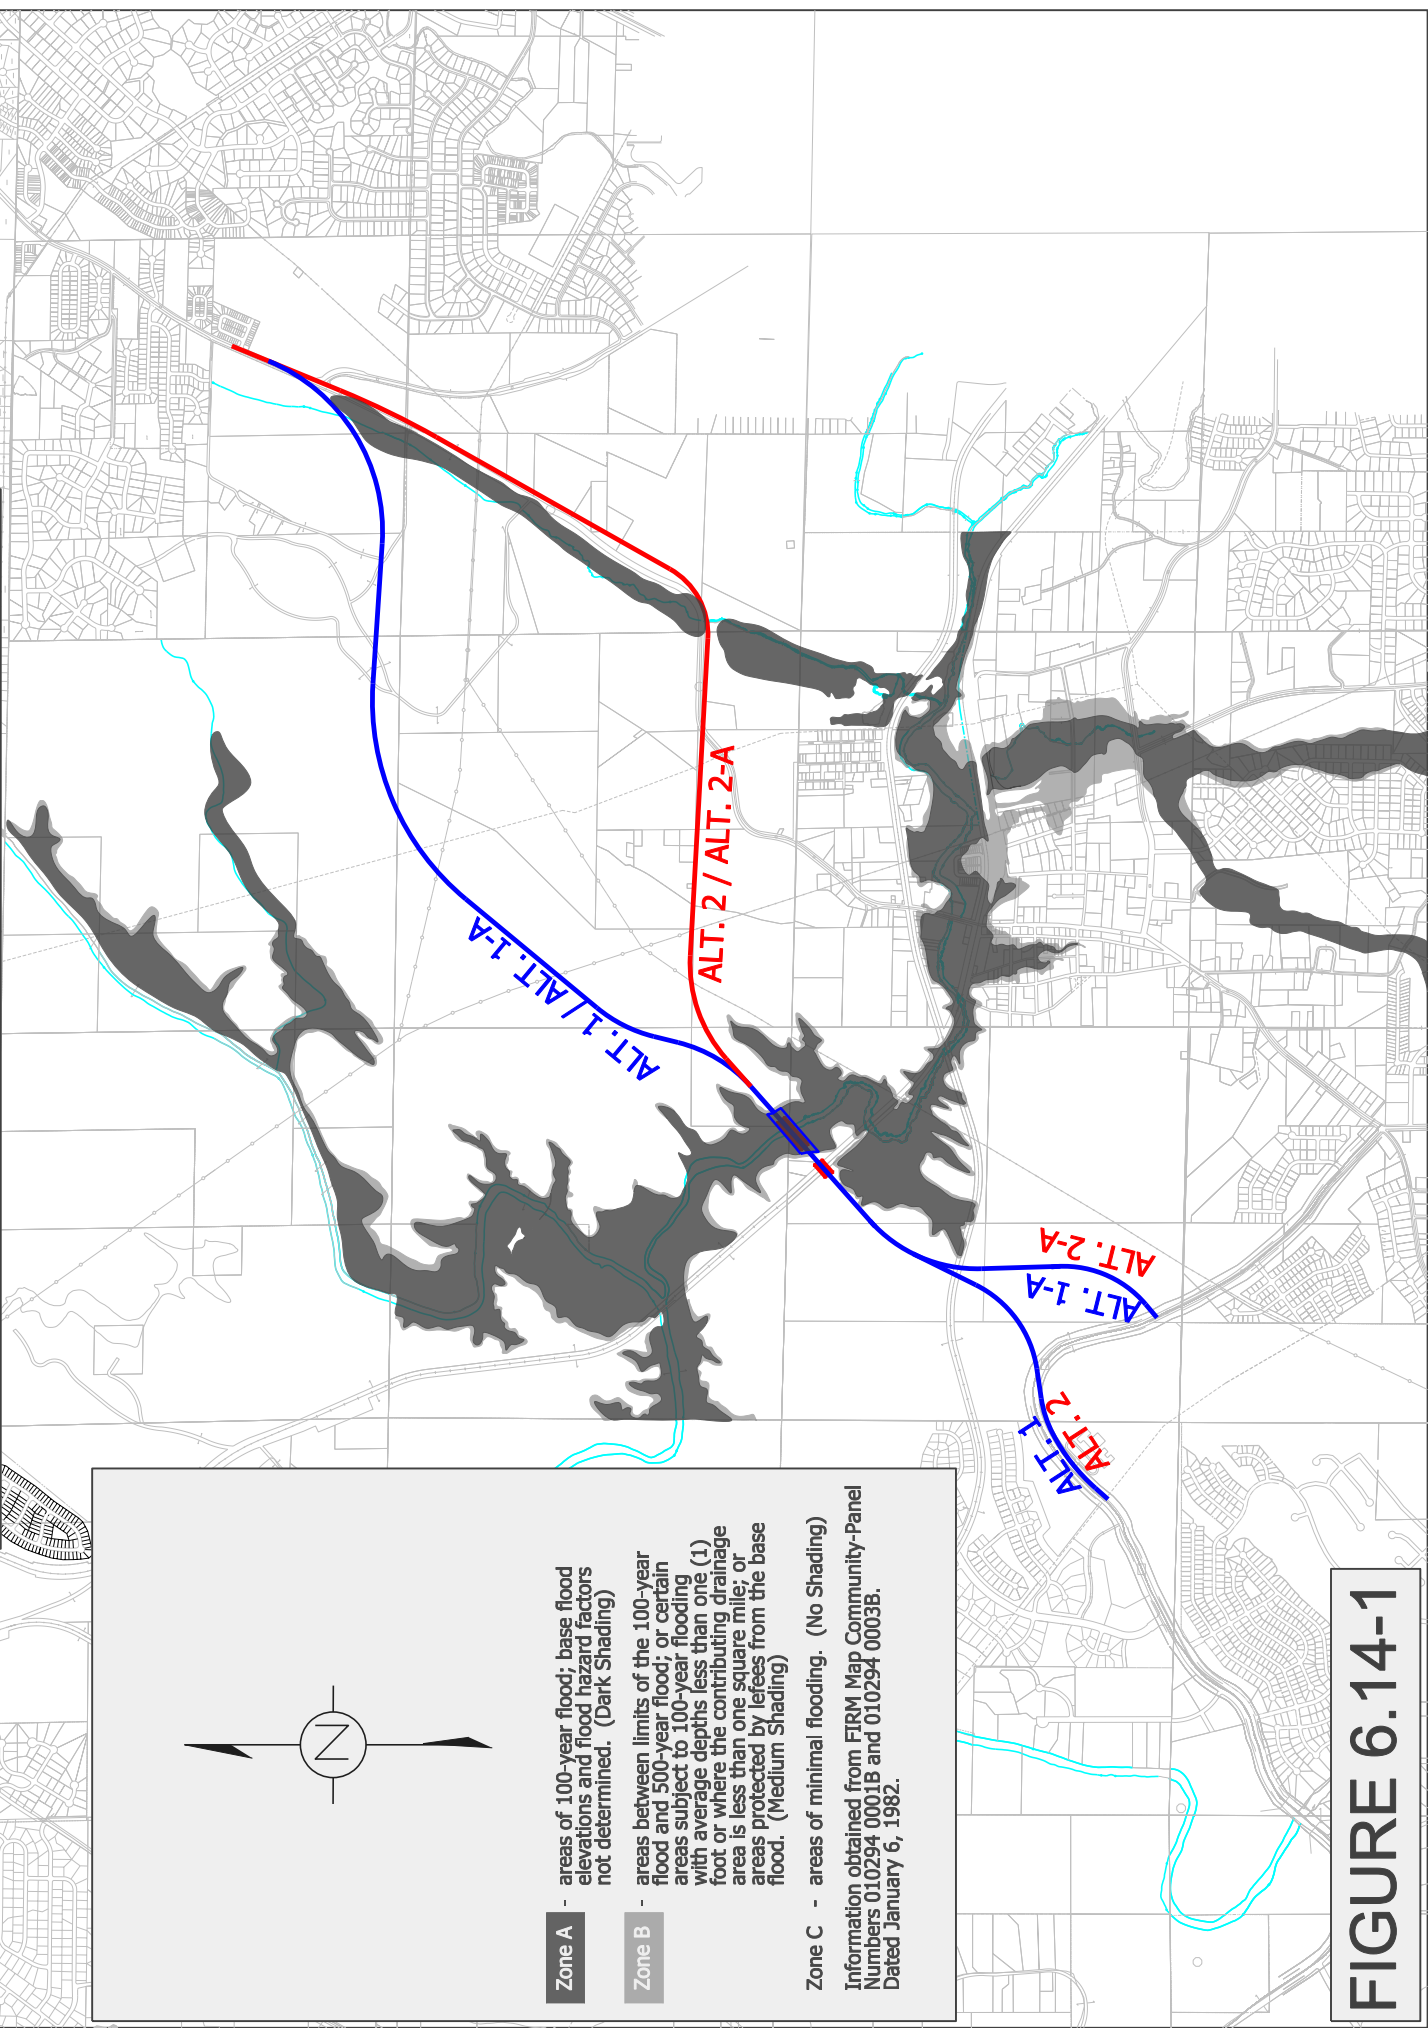 ALT. 1 / ALT. 1-A
ALT. 2 / ALT. 2-A
ALT. 1-A
ALT. 2-A
ALT. 1
ALT. 2
N
Zone A - areas of 100-year flood; base flood
elevations and flood hazard factors
not determined. (Dark Shading)
Zone B - areas between limits of the 100-year
flood and 500-year flood; or certain
areas subject to 100-year flooding
with average depths less than one (1)
foot or where the contributing drainage
area is less than one square mile; or
areas protected by lefees from the base
flood. (Medium Shading)
Zone C - areas of minimal flooding. (No Shading)
Information obtained from FIRM Map Community-Panel
Numbers 010294 0001B and 010294 0003B.
Dated January 6, 1982.
FIGURE 6.14-1